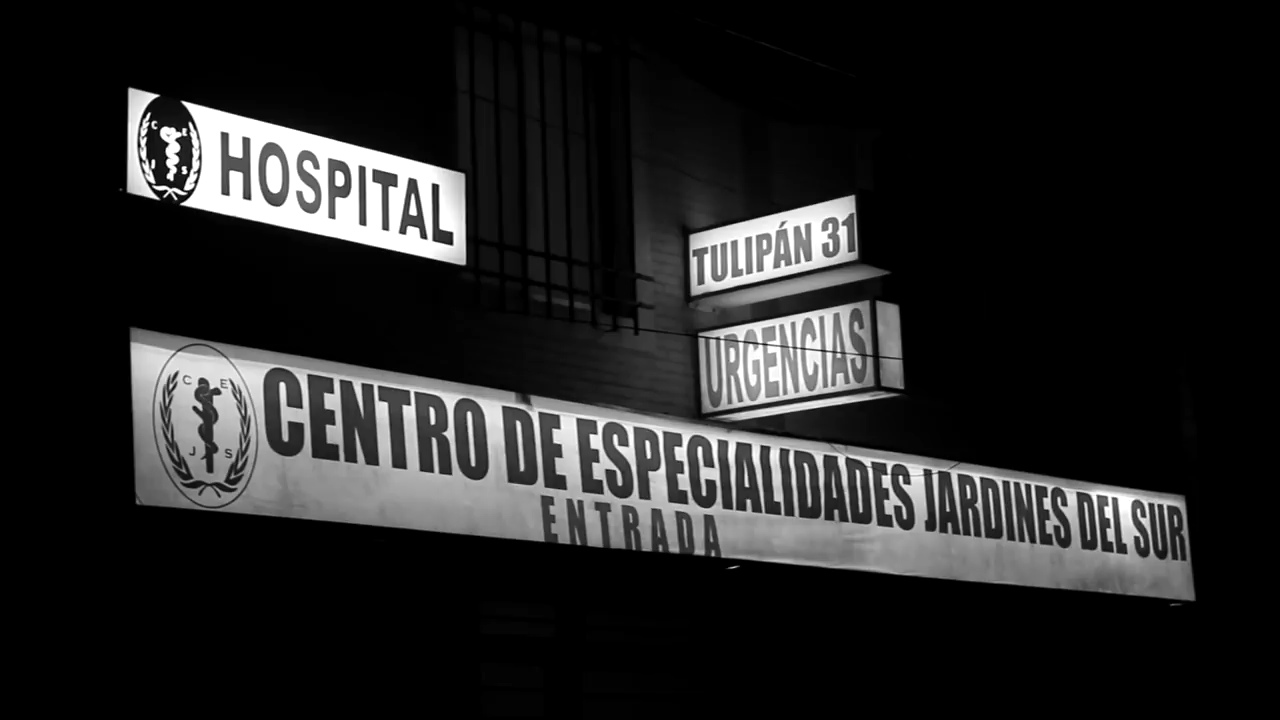 C E
J S
HOSPITAL
TULIPÁN 31
URGENCIAS
C E
J S
CENTRO DE ESPECIALIDADES JARDINES DEL SUR
ENTRADA